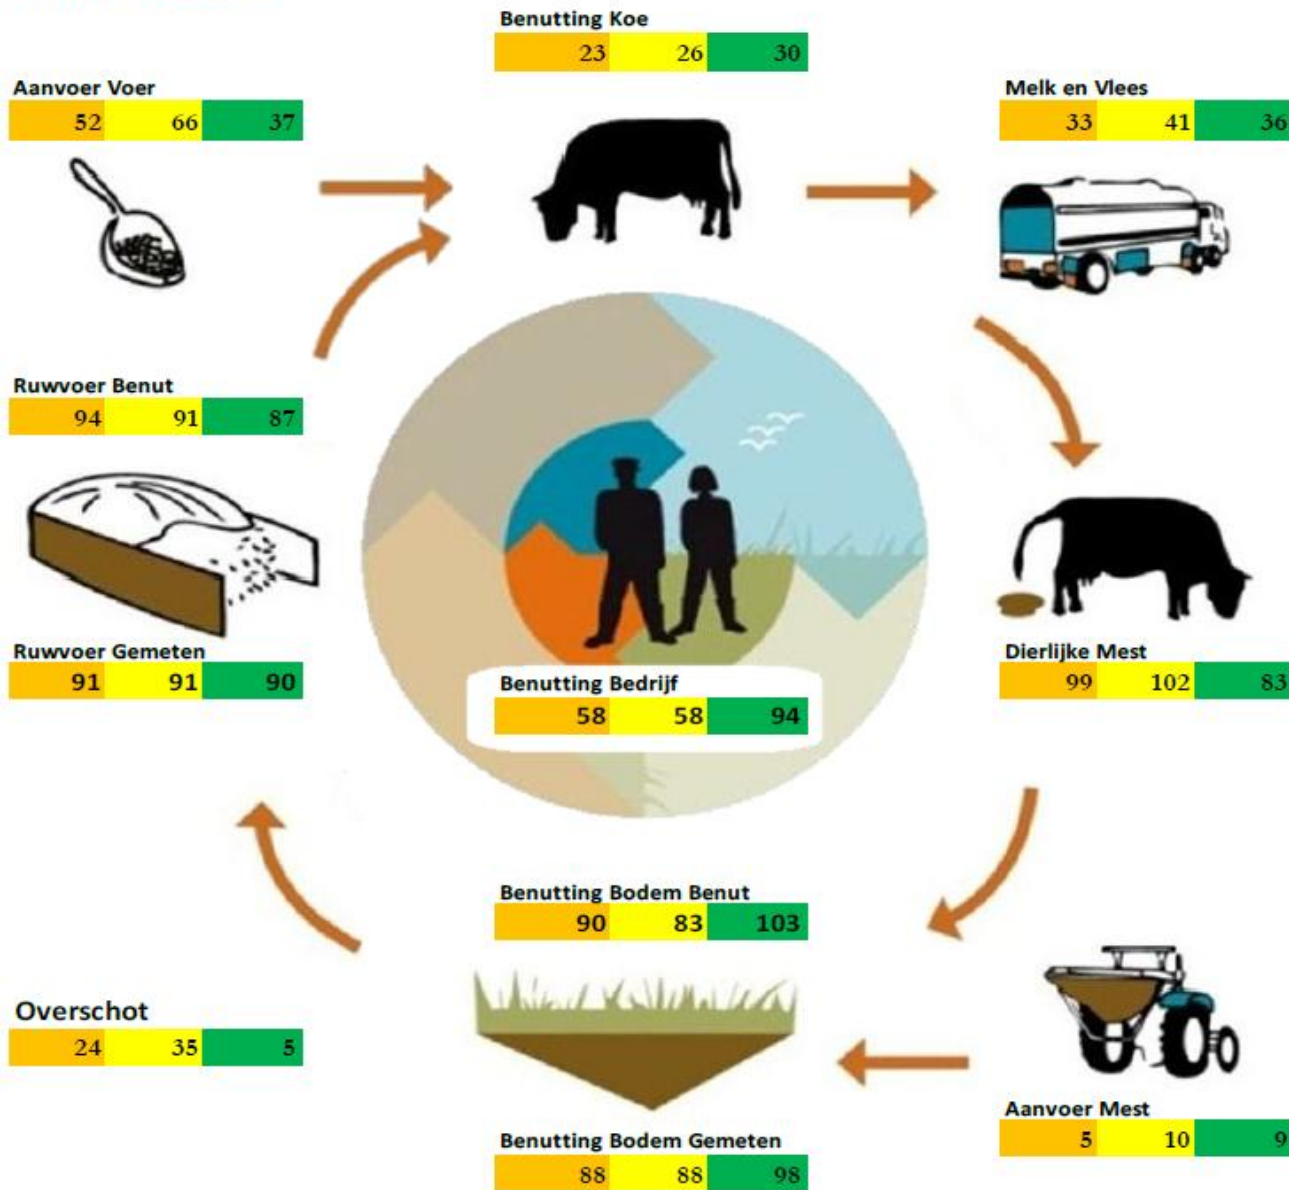 Benutting Koe
23 26 30
Aanvoer Voer
52 66 37
Melk en Vlees
33 41 36
Ruwvoer Benut
94 91 87
Ruwvoer Gemeten
91 91 90
Benutting Bedrijf
58 58 94
Dierlijke Mest
99 102 83
Benutting Bodem Benut
90 83 103
Overschot
24 35 5
Aanvoer Mest
5 10 9
Benutting Bodem Gemeten
88 88 98